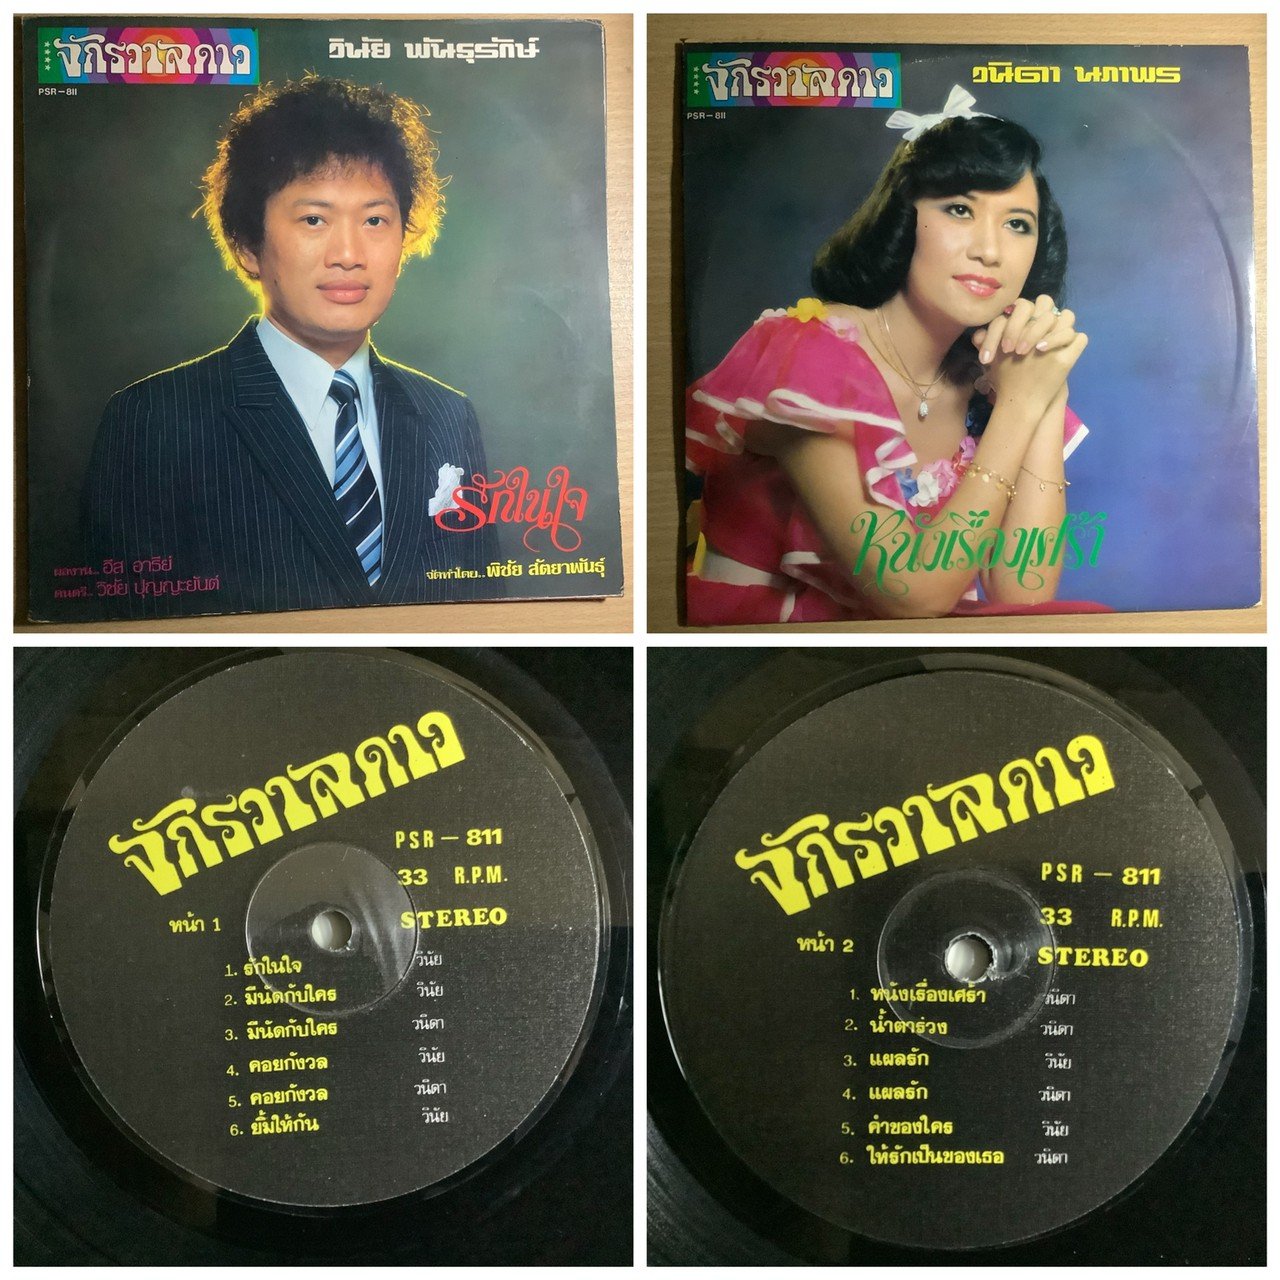 จักรวาลดาว
PSR-811
วินัย พันธุรักษ์
รักในใจ
ผลงาน.. ฮีส อาริย์
ดนตรี.. วิชัย ปุญญะยันต์
จัดทำโดย.. พิชัย สัตยาพันธุ์
จักรวาลดาว
PSR-811
วนิดา นภาพร
หนังเรื่องเศร้า
จักรวาลดาว
PSR-811
33 R.P.M.
หน้า 1
STEREO
1. รักในใจ วินัย
2. มีนัดกับใคร วินัย
3. มีนัดกับใคร วนิดา
4. คอยกังวล วินัย
5. คอยกังวล วนิดา
6. ยิ้มให้กัน วินัย
จักรวาลดาว
PSR-811
33 R.P.M.
หน้า 2
STEREO
1. หนังเรื่องเศร้า วนิดา
2. น้ำตาร่วง วนิดา
3. แผลรัก วินัย
4. แผลรัก วนิดา
5. คำของใคร วินัย
6. ให้รักเป็นของเธอ วนิดา